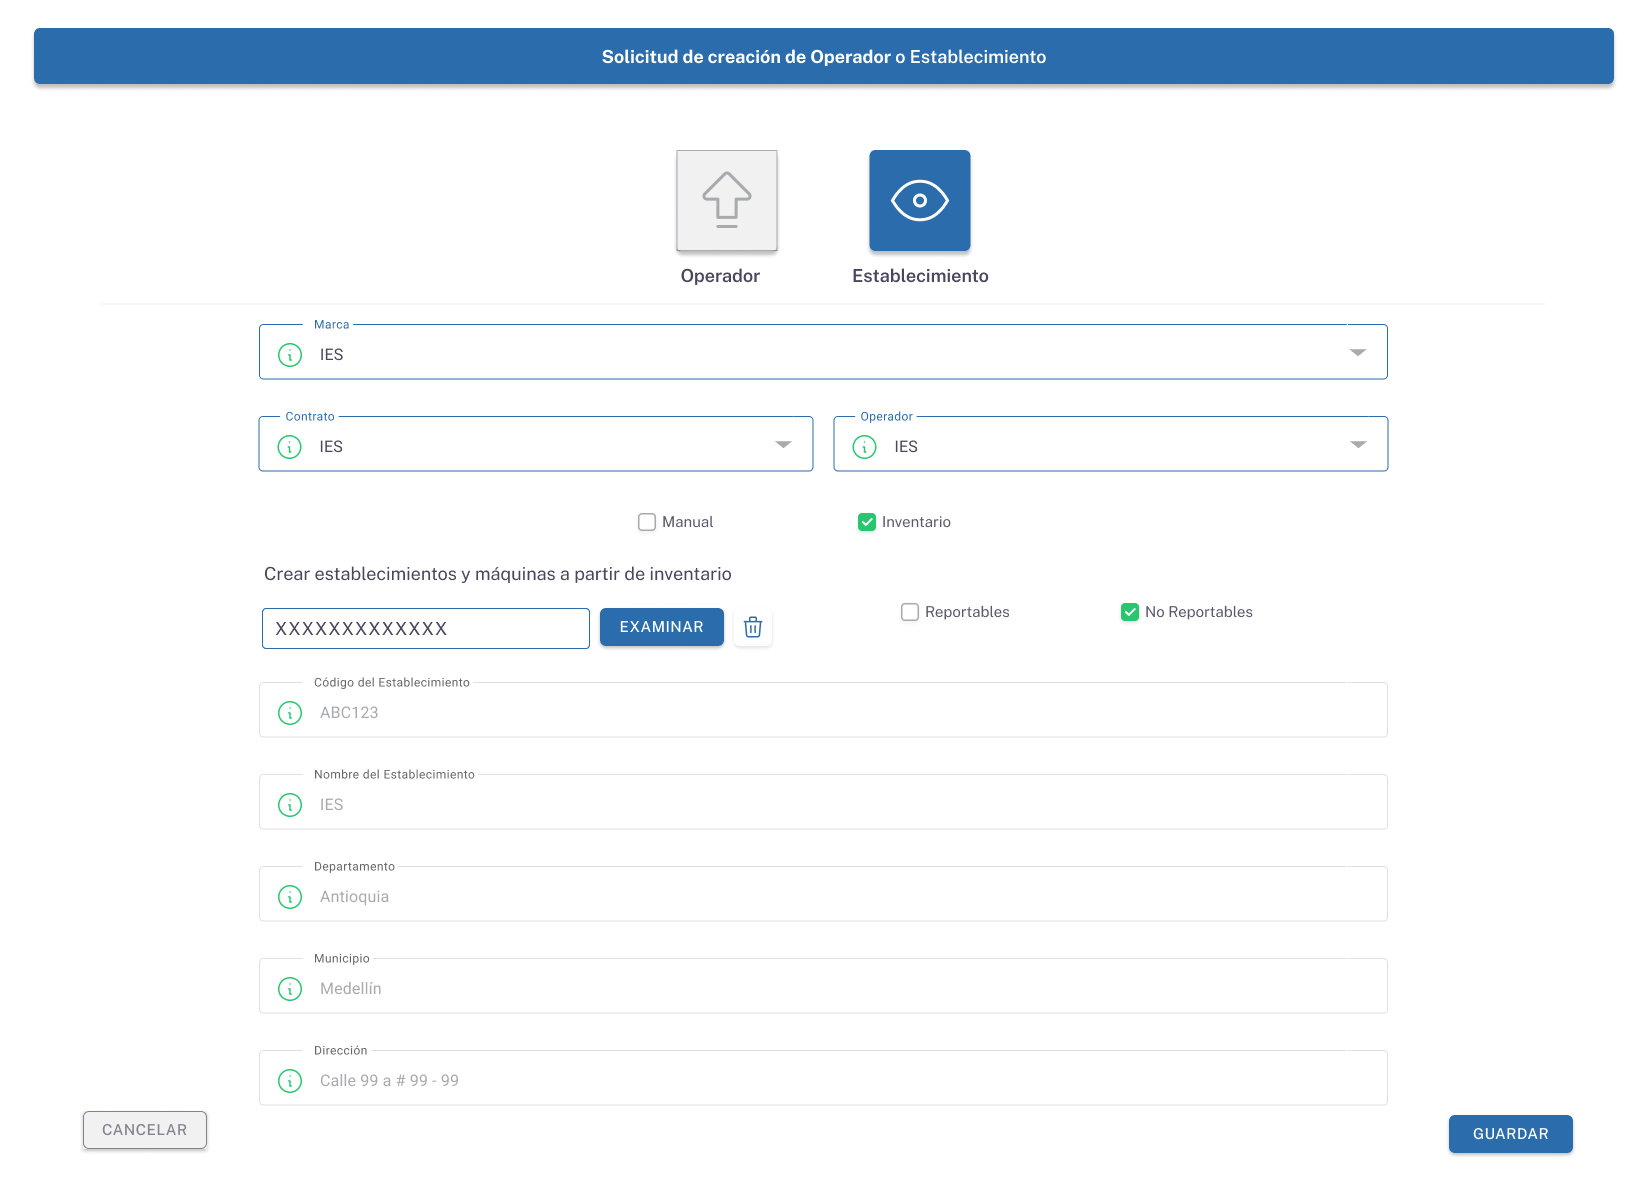 Solicitud de creación de Operador o Establecimiento
Operador
Establecimiento
Marca
IES
Contrato
IES
Operador
IES
Manual
Inventario
Crear establecimientos y máquinas a partir de inventario
XXXXXXXXXXXXX
EXAMINAR
Reportables
No Reportables
Código del Establecimiento
ABC123
Nombre del Establecimiento
IES
Departamento
Antioquia
Municipio
Medellín
Dirección
Calle 99 a # 99 - 99
CANCELAR
GUARDAR